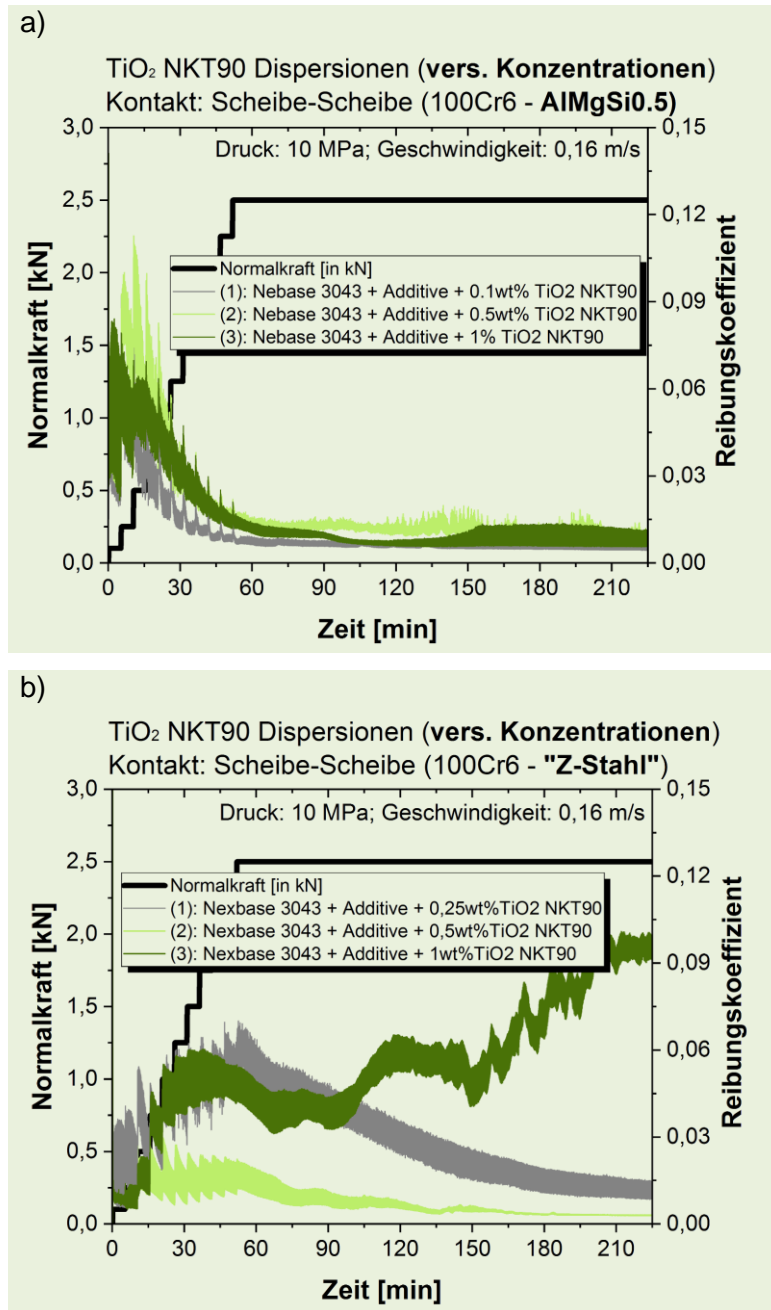 a)
TiO₂ NKT90 Dispersionen (vers. Konzentrationen)
Kontakt: Scheibe-Scheibe (100Cr6 - AlMgSi0.5)
Druck: 10 MPa; Geschwindigkeit: 0,16 m/s
Normalkraft [in kN]
(1): Nebase 3043 + Additive + 0.1wt% TiO2 NKT90
(2): Nebase 3043 + Additive + 0.5wt% TiO2 NKT90
(3): Nebase 3043 + Additive + 1% TiO2 NKT90
Normalkraft [kN]
3,0
2,5
2,0
1,5
1,0
0,5
0,0
0,15
0,12
0,09
0,06
0,03
0,00
Reibungskoeffizient
0 30 60 90 120 150 180 210
Zeit [min]
b)
TiO₂ NKT90 Dispersionen (vers. Konzentrationen)
Kontakt: Scheibe-Scheibe (100Cr6 - "Z-Stahl")
Druck: 10 MPa; Geschwindigkeit: 0,16 m/s
Normalkraft [in kN]
(1): Nexbase 3043 + Additive + 0,25wt%TiO2 NKT90
(2): Nexbase 3043 + Additive + 0,5wt%TiO2 NKT90
(3): Nexbase 3043 + Additive + 1wt%TiO2 NKT90
Normalkraft [kN]
3,0
2,5
2,0
1,5
1,0
0,5
0,0
0,15
0,12
0,09
0,06
0,03
0,00
Reibungskoeffizient
0 30 60 90 120 150 180 210
Zeit [min]